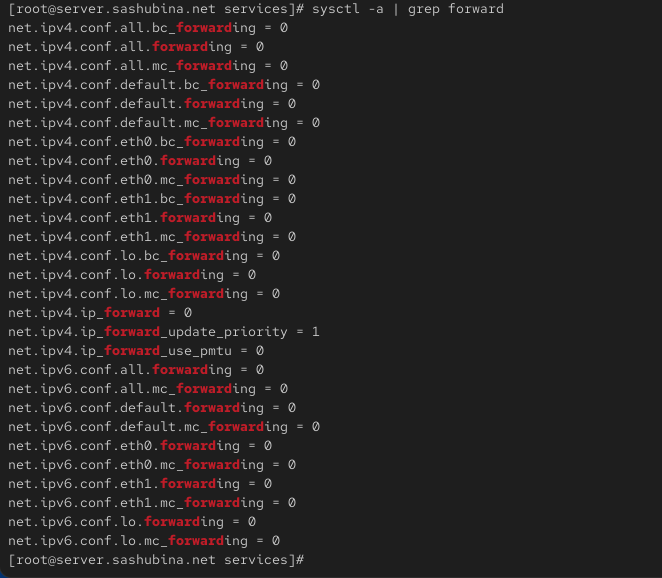 [root@server.sashubina.net services]# sysctl -a | grep forward
net.ipv4.conf.all.bc_forwarding = 0
net.ipv4.conf.all.forwarding = 0
net.ipv4.conf.all.mc_forwarding = 0
net.ipv4.conf.default.bc_forwarding = 0
net.ipv4.conf.default.forwarding = 0
net.ipv4.conf.default.mc_forwarding = 0
net.ipv4.conf.eth0.bc_forwarding = 0
net.ipv4.conf.eth0.forwarding = 0
net.ipv4.conf.eth0.mc_forwarding = 0
net.ipv4.conf.eth1.bc_forwarding = 0
net.ipv4.conf.eth1.forwarding = 0
net.ipv4.conf.eth1.mc_forwarding = 0
net.ipv4.conf.lo.bc_forwarding = 0
net.ipv4.conf.lo.forwarding = 0
net.ipv4.conf.lo.mc_forwarding = 0
net.ipv4.ip_forward = 0
net.ipv4.ip_forward_update_priority = 1
net.ipv4.ip_forward_use_pmtu = 0
net.ipv6.conf.all.forwarding = 0
net.ipv6.conf.all.mc_forwarding = 0
net.ipv6.conf.default.forwarding = 0
net.ipv6.conf.default.mc_forwarding = 0
net.ipv6.conf.eth0.forwarding = 0
net.ipv6.conf.eth0.mc_forwarding = 0
net.ipv6.conf.eth1.forwarding = 0
net.ipv6.conf.eth1.mc_forwarding = 0
net.ipv6.conf.lo.forwarding = 0
net.ipv6.conf.lo.mc_forwarding = 0
[root@server.sashubina.net services]#